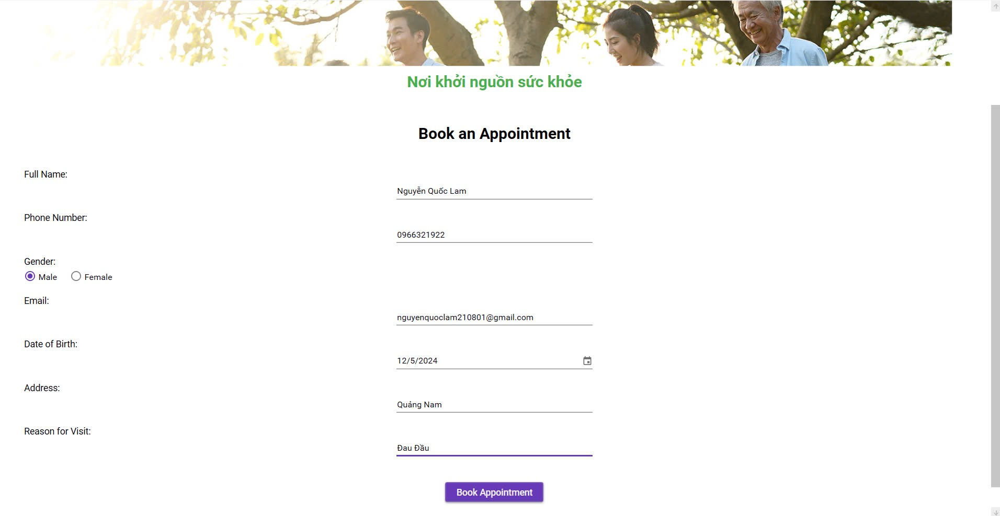 Nơi khởi nguồn sức khỏe
Book an Appointment
Full Name:
Nguyễn Quốc Lam
Phone Number:
0966321922
Gender:
Male Female
Email:
nguyenquoclam210801@gmail.com
Date of Birth:
12/5/2024
Address:
Quảng Nam
Reason for Visit:
Đau Đầu
Book Appointment